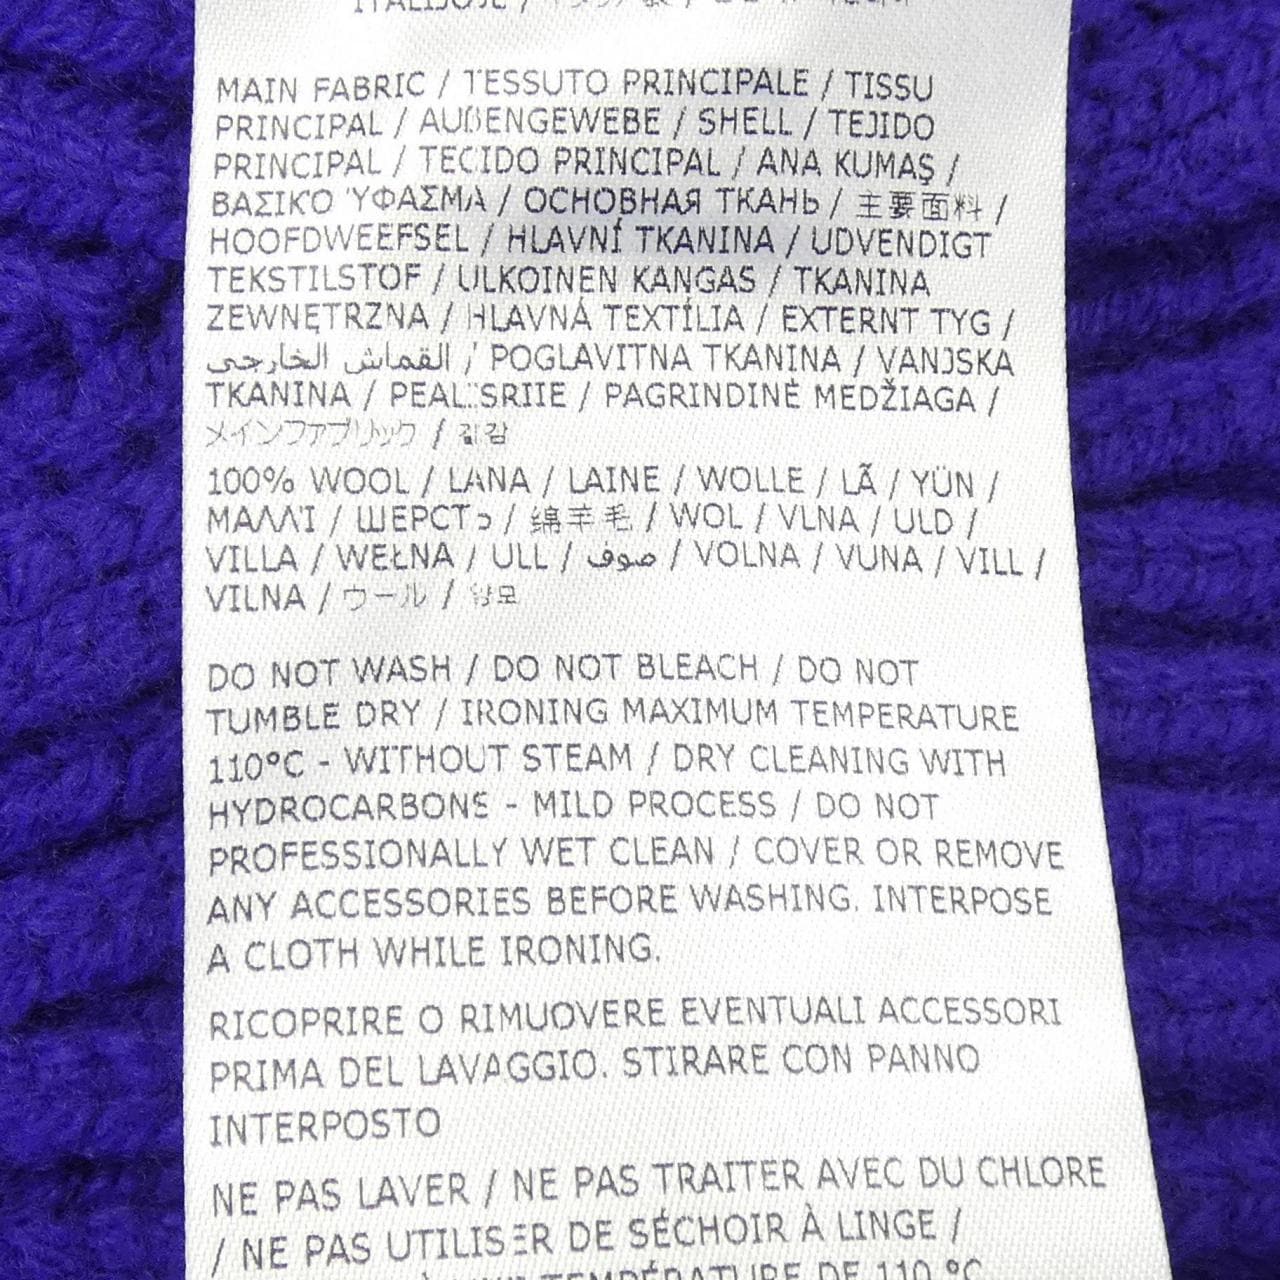 MAIN FABRIC / TESSUTO PRINCIPALE / TISSU
PRINCIPAL / AUßENGEWEBE / SHELL / TEJIDO
PRINCIPAL / TECIDO PRINCIPAL / ANA KUMAŞ /
ΒΑΣΙΚΟ ΎΦΑΣΜΑ / ОСНОВНАЯ ТКАНЬ / 主要面料 /
HOOFDWEEFSEL / HLAVNÍ TKANINA / UDVENDIGT
TEKSTILSTOF / ULKOINEN KANGAS / TKANINA
ZEWNĘTRZNA / HLAVNÁ TEXTÍLIA / EXTERNT TYG /
القماش الخارجي / POGLAVITNA TKANINA / VANJSKA
TKANINA / PEALISRIIE / PAGRINDINĖ MEDŽIAGA /
メインファブリック / 겉감
100% WOOL / LANA / LAINE / WOLLE / LÃ / YÜN /
ΜΑΛΛΊ / ШЕРСТЬ / 绵羊毛 / WOL / VLNA / ULD /
VILLA / WEŁNA / ULL / صوف / VOLNA / VUNA / VILL /
VILNA / ウール / 양모
DO NOT WASH / DO NOT BLEACH / DO NOT
TUMBLE DRY / IRONING MAXIMUM TEMPERATURE
110°C - WITHOUT STEAM / DRY CLEANING WITH
HYDROCARBONS - MILD PROCESS / DO NOT
PROFESSIONALLY WET CLEAN / COVER OR REMOVE
ANY ACCESSORIES BEFORE WASHING. INTERPOSE
A CLOTH WHILE IRONING.
RICOPRIRE O RIMUOVERE EVENTUALI ACCESSORI
PRIMA DEL LAVAGGIO. STIRARE CON PANNO
INTERPOSTO
NE PAS LAVER / NE PAS TRAITER AVEC DU CHLORE
/ NE PAS UTILISER DE SÉCHOIR À LINGE /
TEMPÉRATURE DE 110 °C